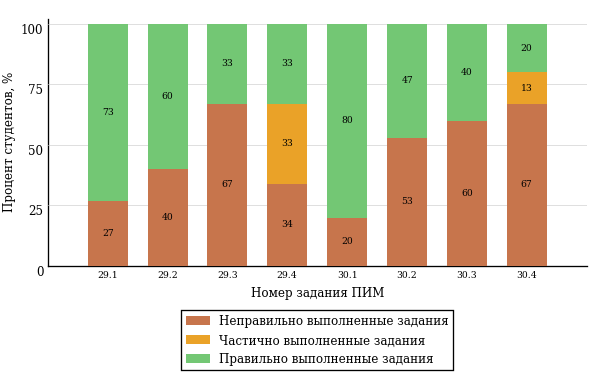 Процент студентов, %
100
75
50
25
0
73 60 33 33 80 47 40 20
33 13
27 40 67 34 20 53 60 67
29.1 29.2 29.3 29.4 30.1 30.2 30.3 30.4
Номер задания ПИМ
Неправильно выполненные задания
Частично выполненные задания
Правильно выполненные задания